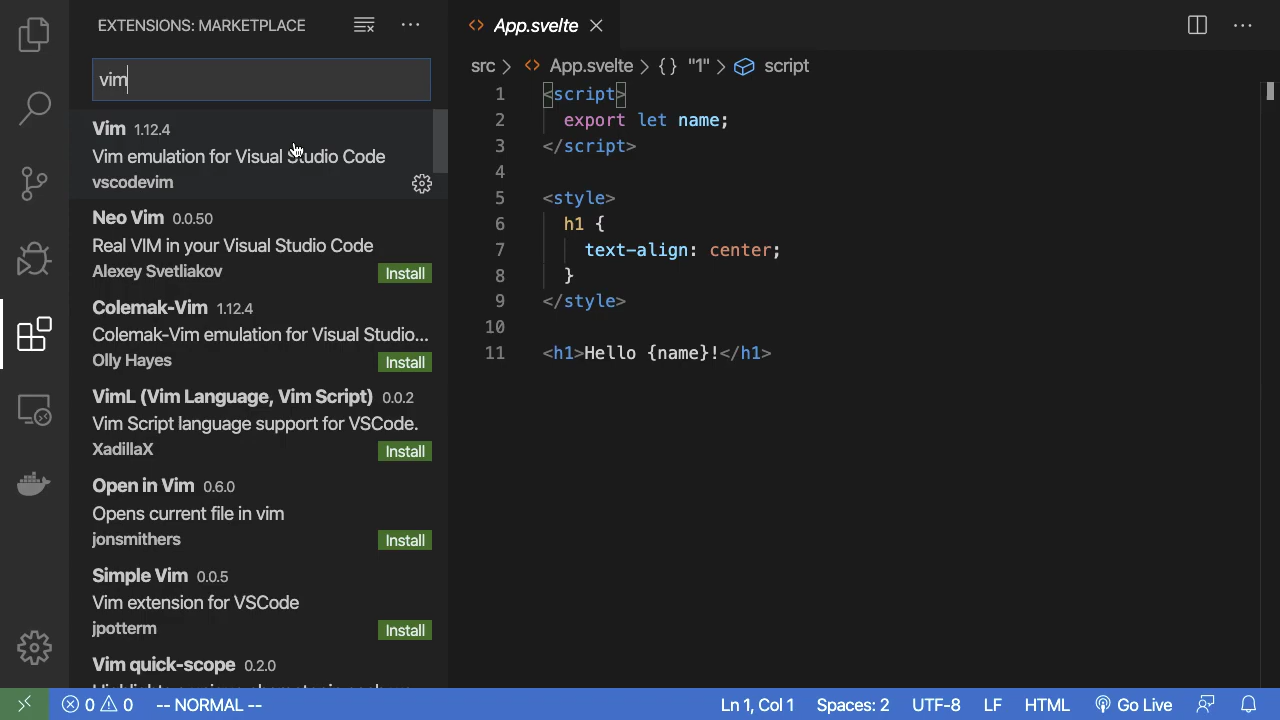 EXTENSIONS: MARKETPLACE
vim
Vim 1.12.4
Vim emulation for Visual Studio Code
vscodevim
Neo Vim 0.0.50
Real VIM in your Visual Studio Code
Alexey Svetliakov
Install
Colemak-Vim 1.12.4
Colemak-Vim emulation for Visual Studio...
Olly Hayes
Install
VimL (Vim Language, Vim Script) 0.0.2
Vim Script language support for VSCode.
XadillaX
Install
Open in Vim 0.6.0
Opens current file in vim
jonsmithers
Install
Simple Vim 0.0.5
Vim extension for VSCode
jpotterm
Install
Vim quick-scope 0.2.0
App.svelte
src > App.svelte > {} "1" > script
1 <script>
2 export let name;
3 </script>
4
5 <style>
6 h1 {
7 text-align: center;
8 }
9 </style>
10
11 <h1>Hello {name}!</h1>
0 0 -- NORMAL --
Ln 1, Col 1 Spaces: 2 UTF-8 LF HTML Go Live